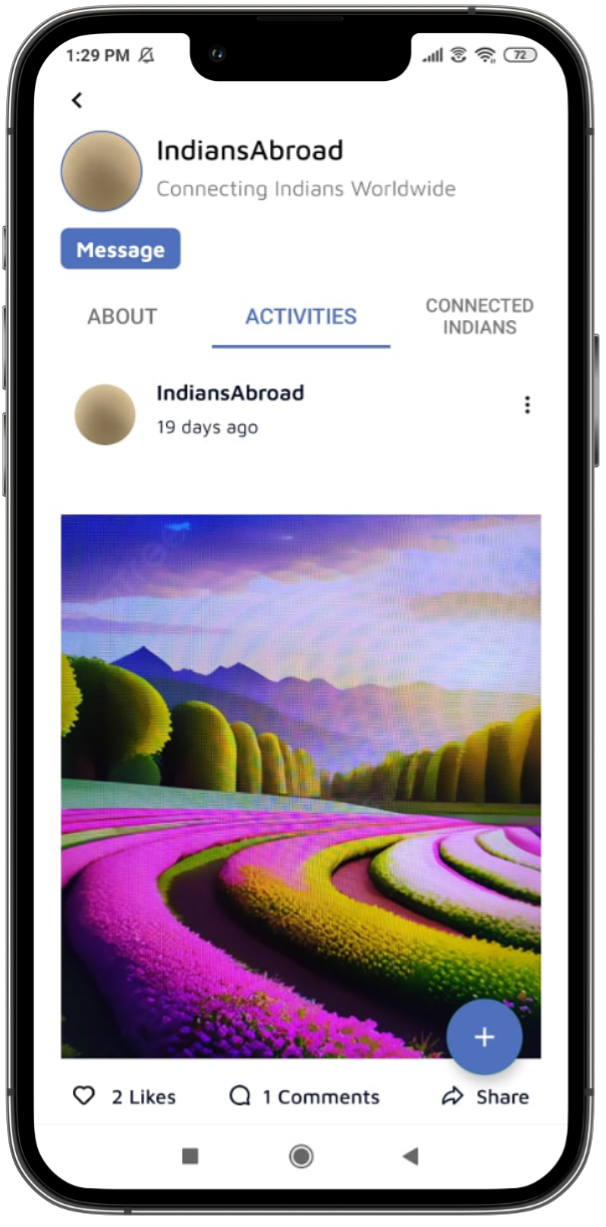 1:29 PM
72
IndiansAbroad
Connecting Indians Worldwide
Message
ABOUT
ACTIVITIES
CONNECTED
INDIANS
IndiansAbroad
19 days ago
2 Likes
1 Comments
Share